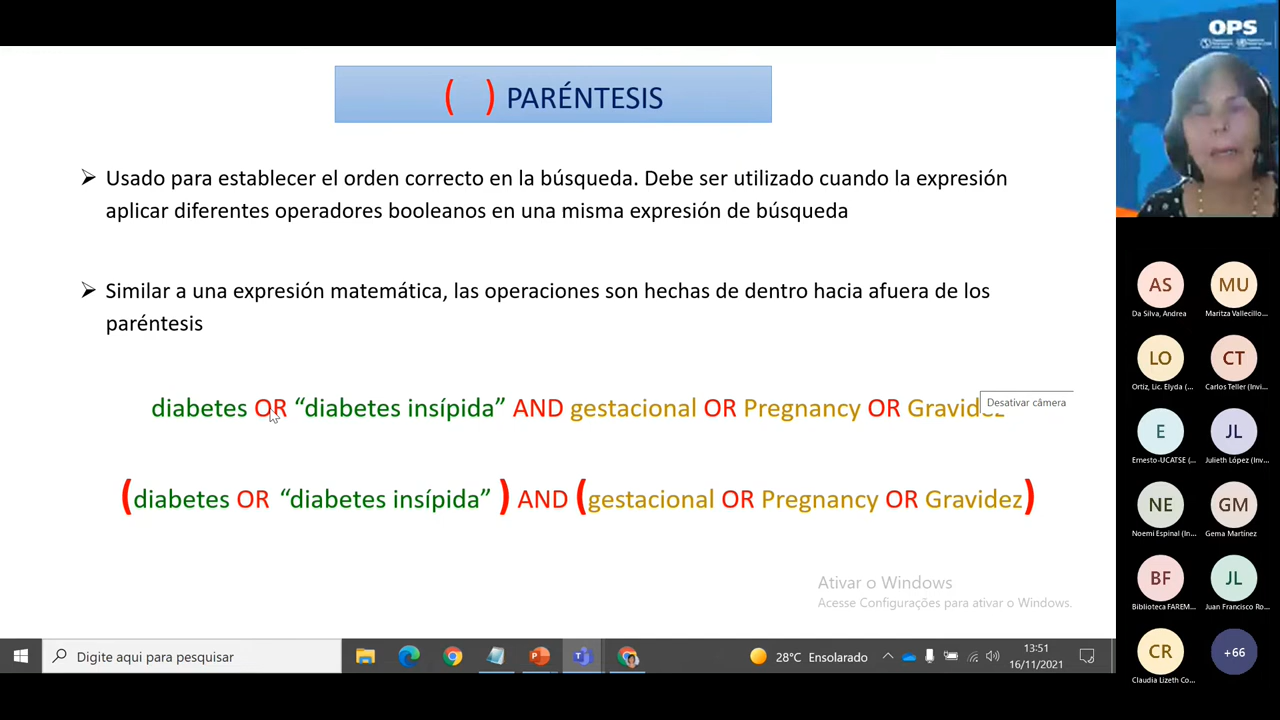 OPS
( ) PARÉNTESIS
➢ Usado para establecer el orden correcto en la búsqueda. Debe ser utilizado cuando la expresión
aplicar diferentes operadores booleanos en una misma expresión de búsqueda
➢ Similar a una expresión matemática, las operaciones son hechas de dentro hacia afuera de los
paréntesis
diabetes OR “diabetes insípida” AND gestacional OR Pregnancy OR Gravidez
Desativar câmera
(diabetes OR “diabetes insípida” ) AND (gestacional OR Pregnancy OR Gravidez)
Ativar o Windows
Acesse Configurações para ativar o Windows.
Digite aqui para pesquisar
28°C Ensolarado
13:51
16/11/2021
AS
MU
Da Silva, Andrea
Maritza Vallecillo...
LO
CT
Ortiz, Lic. Elyda (...
Carlos Teller (Invi...
E
JL
Ernesto-UCATSE (...
Julieth López (Inv...
NE
GM
Noemi Espinal (In...
Gema Martínez
BF
JL
Biblioteca FAREM...
Juan Francisco Ro...
CR
+66
Claudia Lizeth Co...